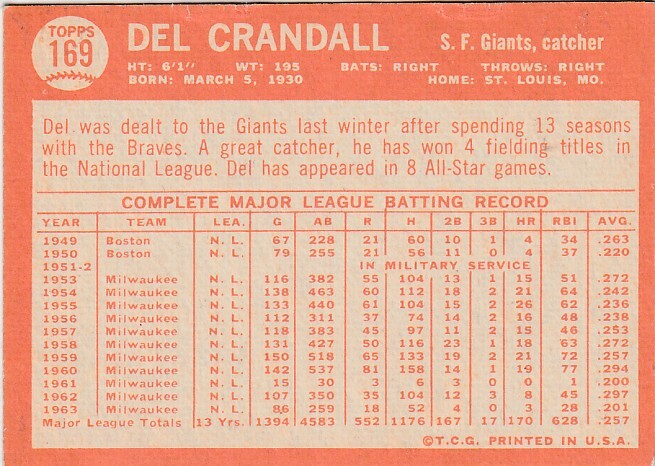 TOPPS
169
DEL CRANDALL S. F. Giants, catcher
HT: 6'1" WT: 195 BATS: RIGHT THROWS: RIGHT
BORN: MARCH 5, 1930 HOME: ST. LOUIS, MO.
Del was dealt to the Giants last winter after spending 13 seasons
with the Braves. A great catcher, he has won 4 fielding titles in
the National League. Del has appeared in 8 All-Star games.
COMPLETE MAJOR LEAGUE BATTING RECORD
YEAR TEAM LEA. G AB R H 2B 3B HR RBI AVG.
1949 Boston N. L. 67 228 21 60 10 1 4 34 .263
1950 Boston N. L. 79 255 21 56 11 0 4 37 .220
1951-2 IN MILITARY SERVICE
1953 Milwaukee N. L. 116 382 55 104 13 1 15 51 .272
1954 Milwaukee N. L. 138 463 60 112 18 2 21 64 .242
1955 Milwaukee N. L. 133 440 61 104 15 2 26 62 .236
1956 Milwaukee N. L. 112 311 37 74 14 2 16 48 .238
1957 Milwaukee N. L. 118 383 45 97 11 2 15 46 .253
1958 Milwaukee N. L. 131 427 50 116 23 1 18 63 .272
1959 Milwaukee N. L. 150 518 65 133 19 2 21 72 .257
1960 Milwaukee N. L. 142 537 81 158 14 1 19 77 .294
1961 Milwaukee N. L. 15 30 3 6 3 0 0 1 .200
1962 Milwaukee N. L. 107 350 35 104 12 3 8 45 .297
1963 Milwaukee N. L. 86 259 18 52 4 0 3 28 .201
Major League Totals 13 Yrs. 1394 4583 552 1176 167 17 170 628 .257
©T.C.G. PRINTED IN U.S.A.